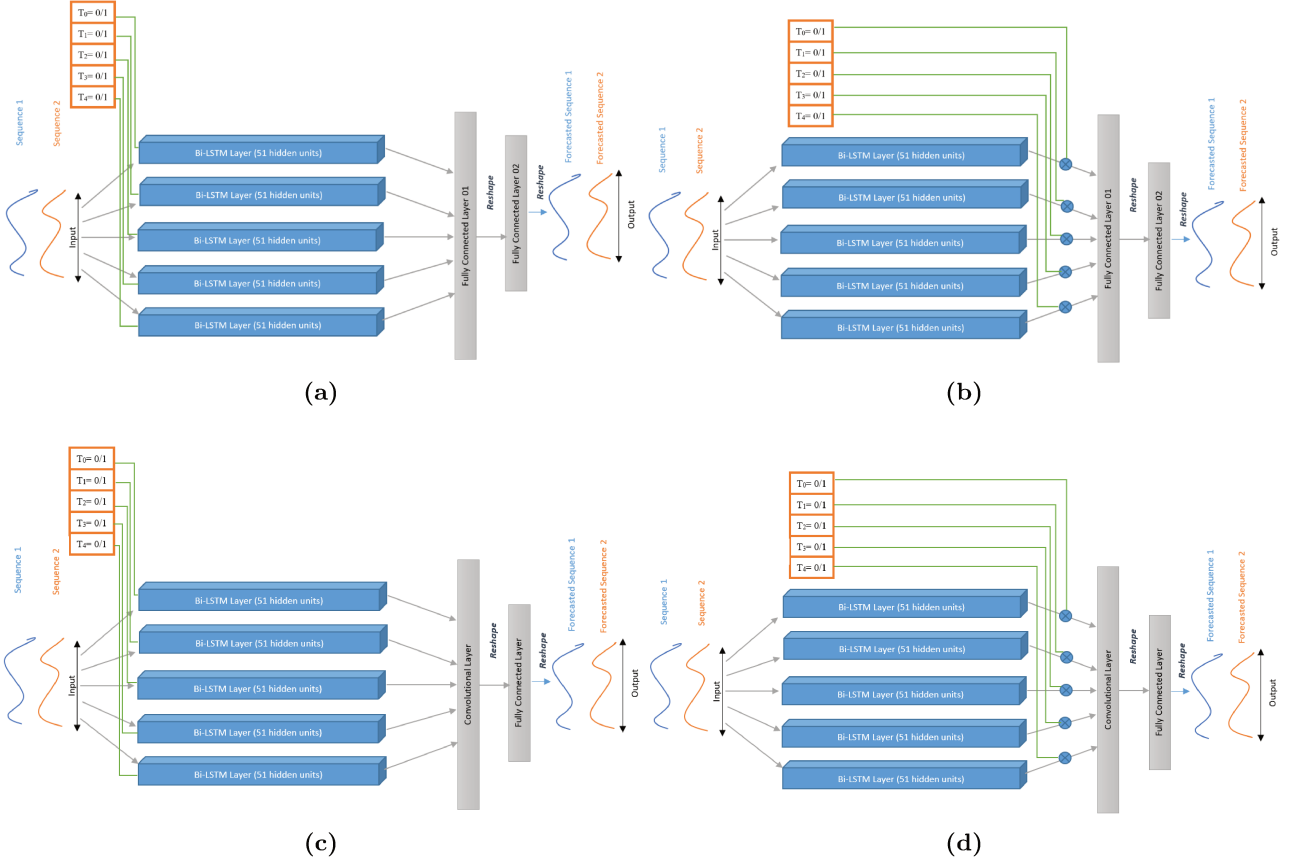 T₀= 0/1
T₁= 0/1
T₂= 0/1
T₃= 0/1
T₄= 0/1
Sequence 1
Sequence 2
Input
Bi-LSTM Layer (51 hidden units)
Bi-LSTM Layer (51 hidden units)
Bi-LSTM Layer (51 hidden units)
Bi-LSTM Layer (51 hidden units)
Bi-LSTM Layer (51 hidden units)
Fully Connected Layer 01
Reshape
Fully Connected Layer 02
Reshape
Forecasted Sequence 1
Forecasted Sequence 2
Output
(a)
T₀= 0/1
T₁= 0/1
T₂= 0/1
T₃= 0/1
T₄= 0/1
Sequence 1
Sequence 2
Input
Bi-LSTM Layer (51 hidden units)
Bi-LSTM Layer (51 hidden units)
Bi-LSTM Layer (51 hidden units)
Bi-LSTM Layer (51 hidden units)
Bi-LSTM Layer (51 hidden units)
Fully Connected Layer 01
Reshape
Fully Connected Layer 02
Reshape
Forecasted Sequence 1
Forecasted Sequence 2
Output
(b)
T₀= 0/1
T₁= 0/1
T₂= 0/1
T₃= 0/1
T₄= 0/1
Sequence 1
Sequence 2
Input
Bi-LSTM Layer (51 hidden units)
Bi-LSTM Layer (51 hidden units)
Bi-LSTM Layer (51 hidden units)
Bi-LSTM Layer (51 hidden units)
Bi-LSTM Layer (51 hidden units)
Convolutional Layer
Reshape
Fully Connected Layer
Reshape
Forecasted Sequence 1
Forecasted Sequence 2
Output
(c)
T₀= 0/1
T₁= 0/1
T₂= 0/1
T₃= 0/1
T₄= 0/1
Sequence 1
Sequence 2
Input
Bi-LSTM Layer (51 hidden units)
Bi-LSTM Layer (51 hidden units)
Bi-LSTM Layer (51 hidden units)
Bi-LSTM Layer (51 hidden units)
Bi-LSTM Layer (51 hidden units)
Convolutional Layer
Reshape
Fully Connected Layer
Reshape
Forecasted Sequence 1
Forecasted Sequence 2
Output
(d)